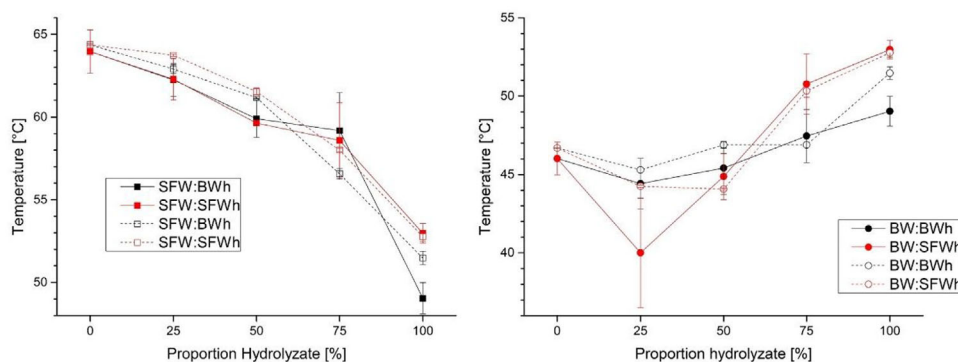 65
60
55
50
Temperature [°C]
0 25 50 75 100
Proportion Hydrolyzate [%]
SFW:BWh
SFW:SFWh
SFW:BWh
SFW:SFWh
55
50
45
40
Temperature [°C]
0 25 50 75 100
Proportion hydrolyzate [%]
BW:BWh
BW:SFWh
BW:BWh
BW:SFWh